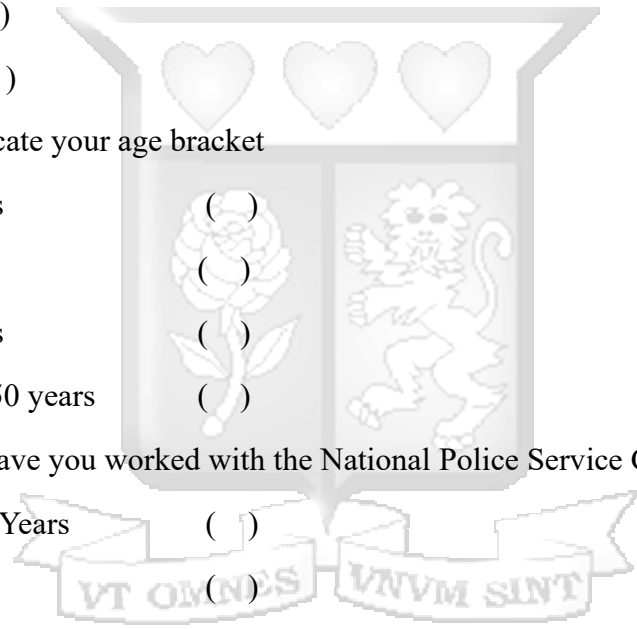 )
)
cate your age bracket
s ( )
( )
s ( )
50 years ( )
ave you worked with the National Police Service C
Years ( )
( )
VT OMNES VNVM SINT